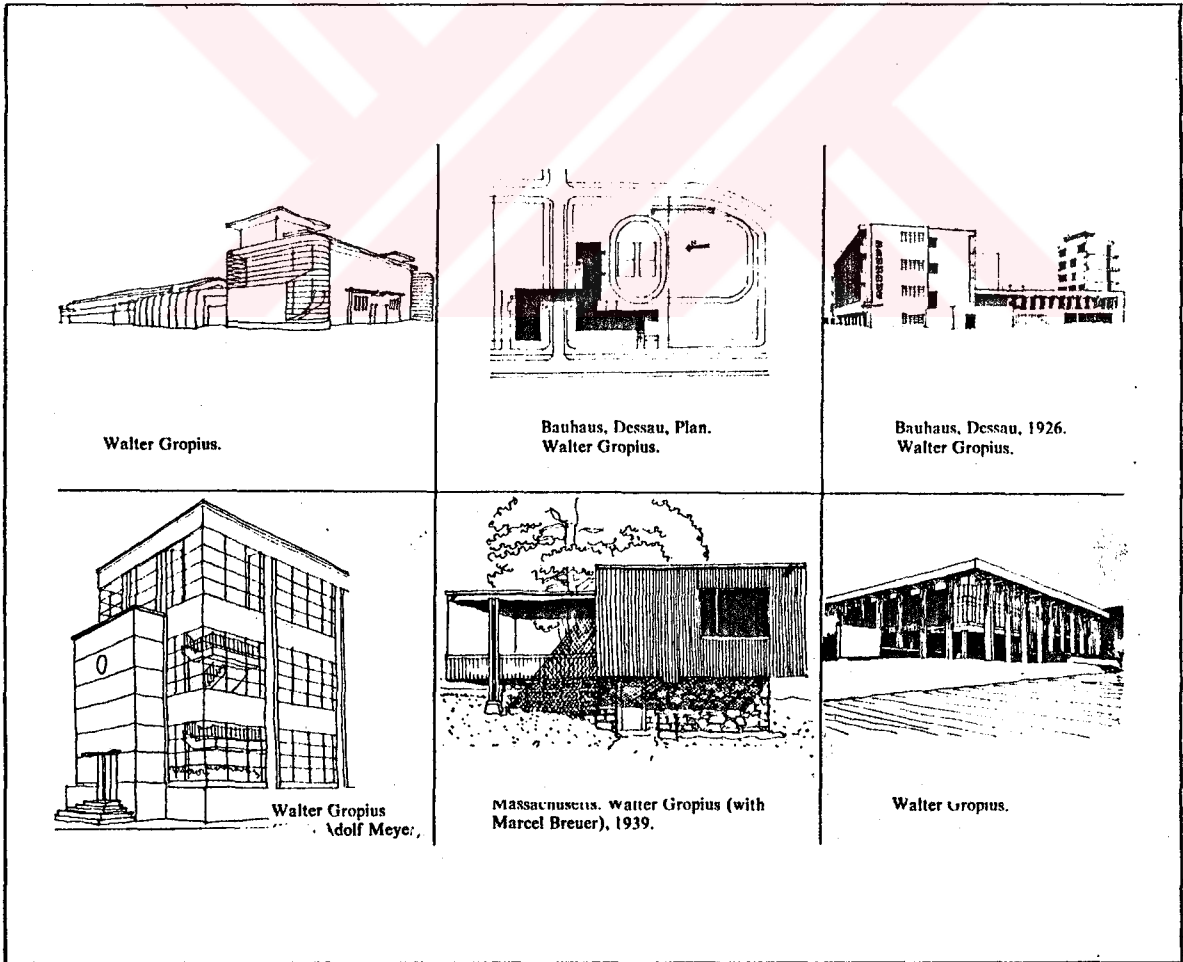 Walter Gropius.
Bauhaus, Dessau, Plan.
Walter Gropius.
Bauhaus, Dessau, 1926.
Walter Gropius.
Walter Gropius
Adolf Meyer,
Massachusetts. Walter Gropius (with
Marcel Breuer), 1939.
Walter Gropius.